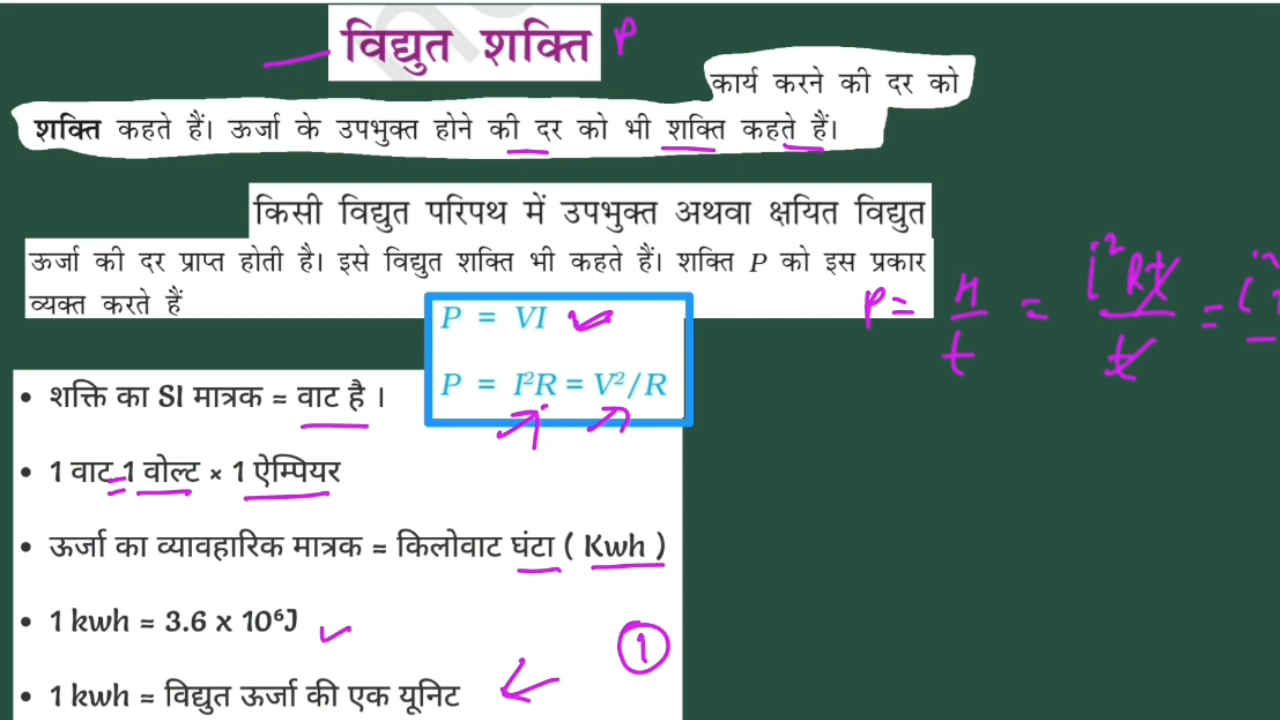 विद्युत शक्ति P
कार्य करने की दर को
शक्ति कहते हैं। ऊर्जा के उपभुक्त होने की दर को भी शक्ति कहते हैं।
किसी विद्युत परिपथ में उपभुक्त अथवा क्षयित विद्युत
ऊर्जा की दर प्राप्त होती है। इसे विद्युत शक्ति भी कहते हैं। शक्ति P को इस प्रकार
व्यक्त करते हैं
P = VI
P = I²R = V²/R
P = H/t = i²Rt/t =
• शक्ति का SI मात्रक = वाट है ।
• 1 वाट = 1 वोल्ट × 1 ऐम्पियर
• ऊर्जा का व्यावहारिक मात्रक = किलोवाट घंटा ( Kwh )
• 1 kwh = 3.6 x 10⁶J
• 1 kwh = विद्युत ऊर्जा की एक यूनिट
1